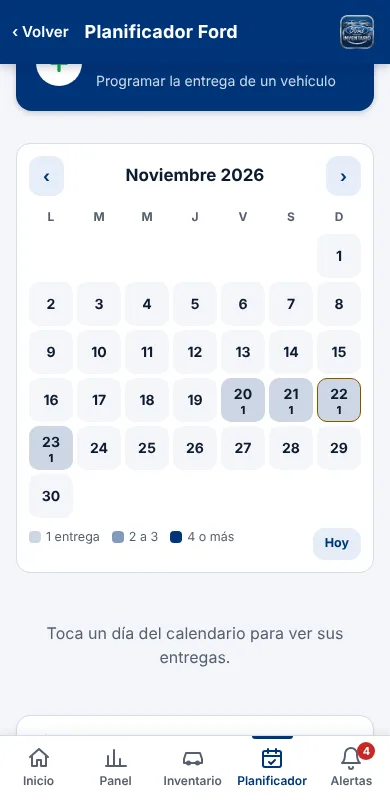 ‹ Volver Planificador Ford
INVENTARIO
Programar la entrega de un vehículo
‹ Noviembre 2026 ›
L M M J V S D
1
2 3 4 5 6 7 8
9 10 11 12 13 14 15
16 17 18 19 20 21 22
1 1 1
23 24 25 26 27 28 29
1
30
1 entrega 2 a 3 4 o más
Hoy
Toca un día del calendario para ver sus
entregas.
4
Inicio Panel Inventario Planificador Alertas